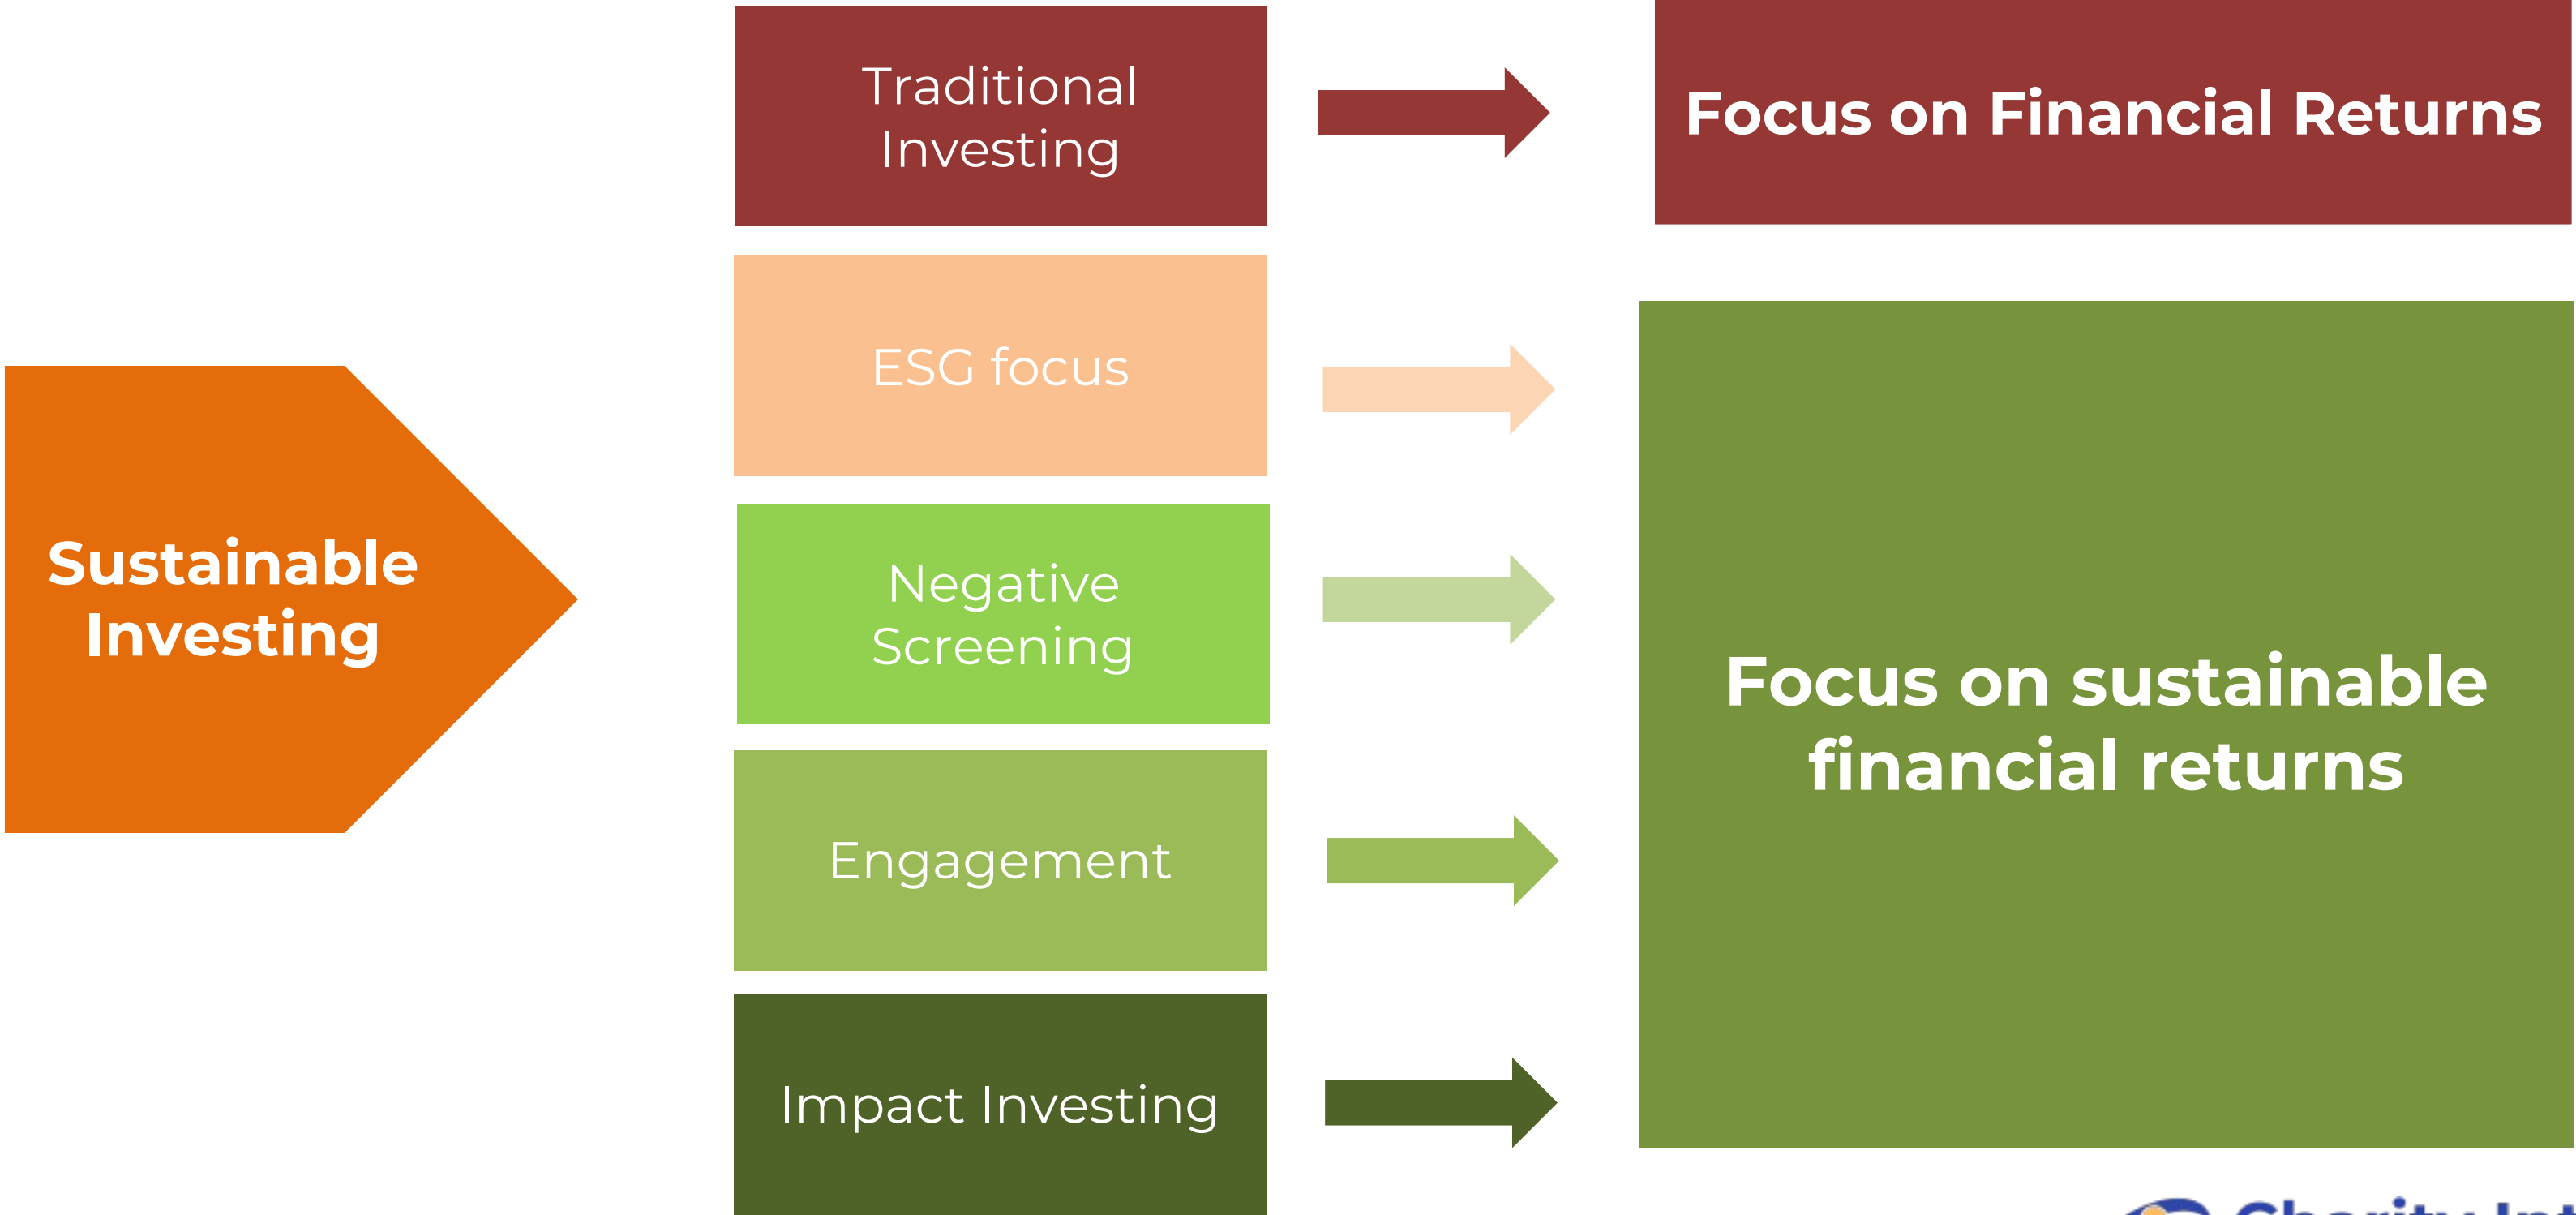 Traditional
Investing
Focus on Financial Returns
ESG focus
Sustainable
Investing
Negative
Screening
Focus on sustainable
financial returns
Engagement
Impact Investing